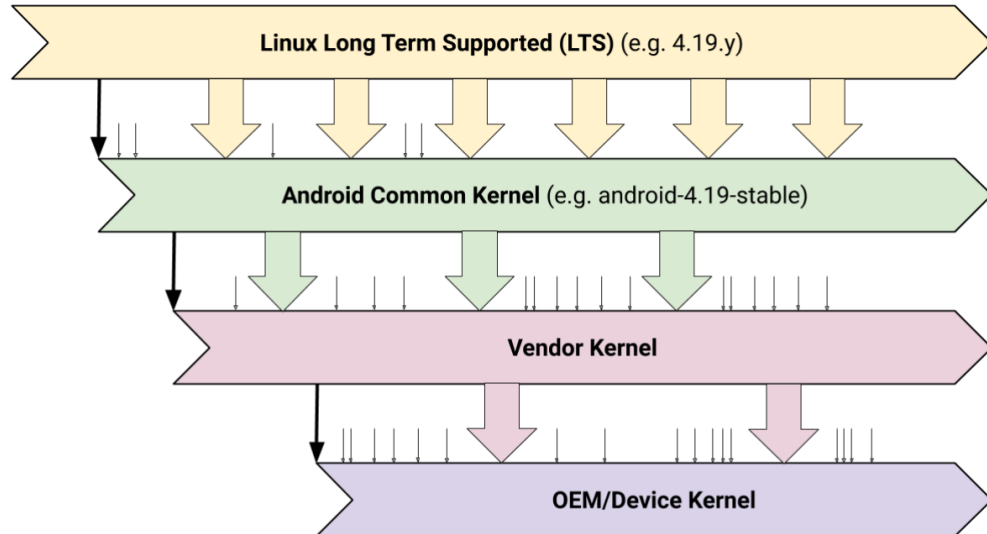 Linux Long Term Supported (LTS) (e.g. 4.19.y)
Android Common Kernel (e.g. android-4.19-stable)
Vendor Kernel
OEM/Device Kernel